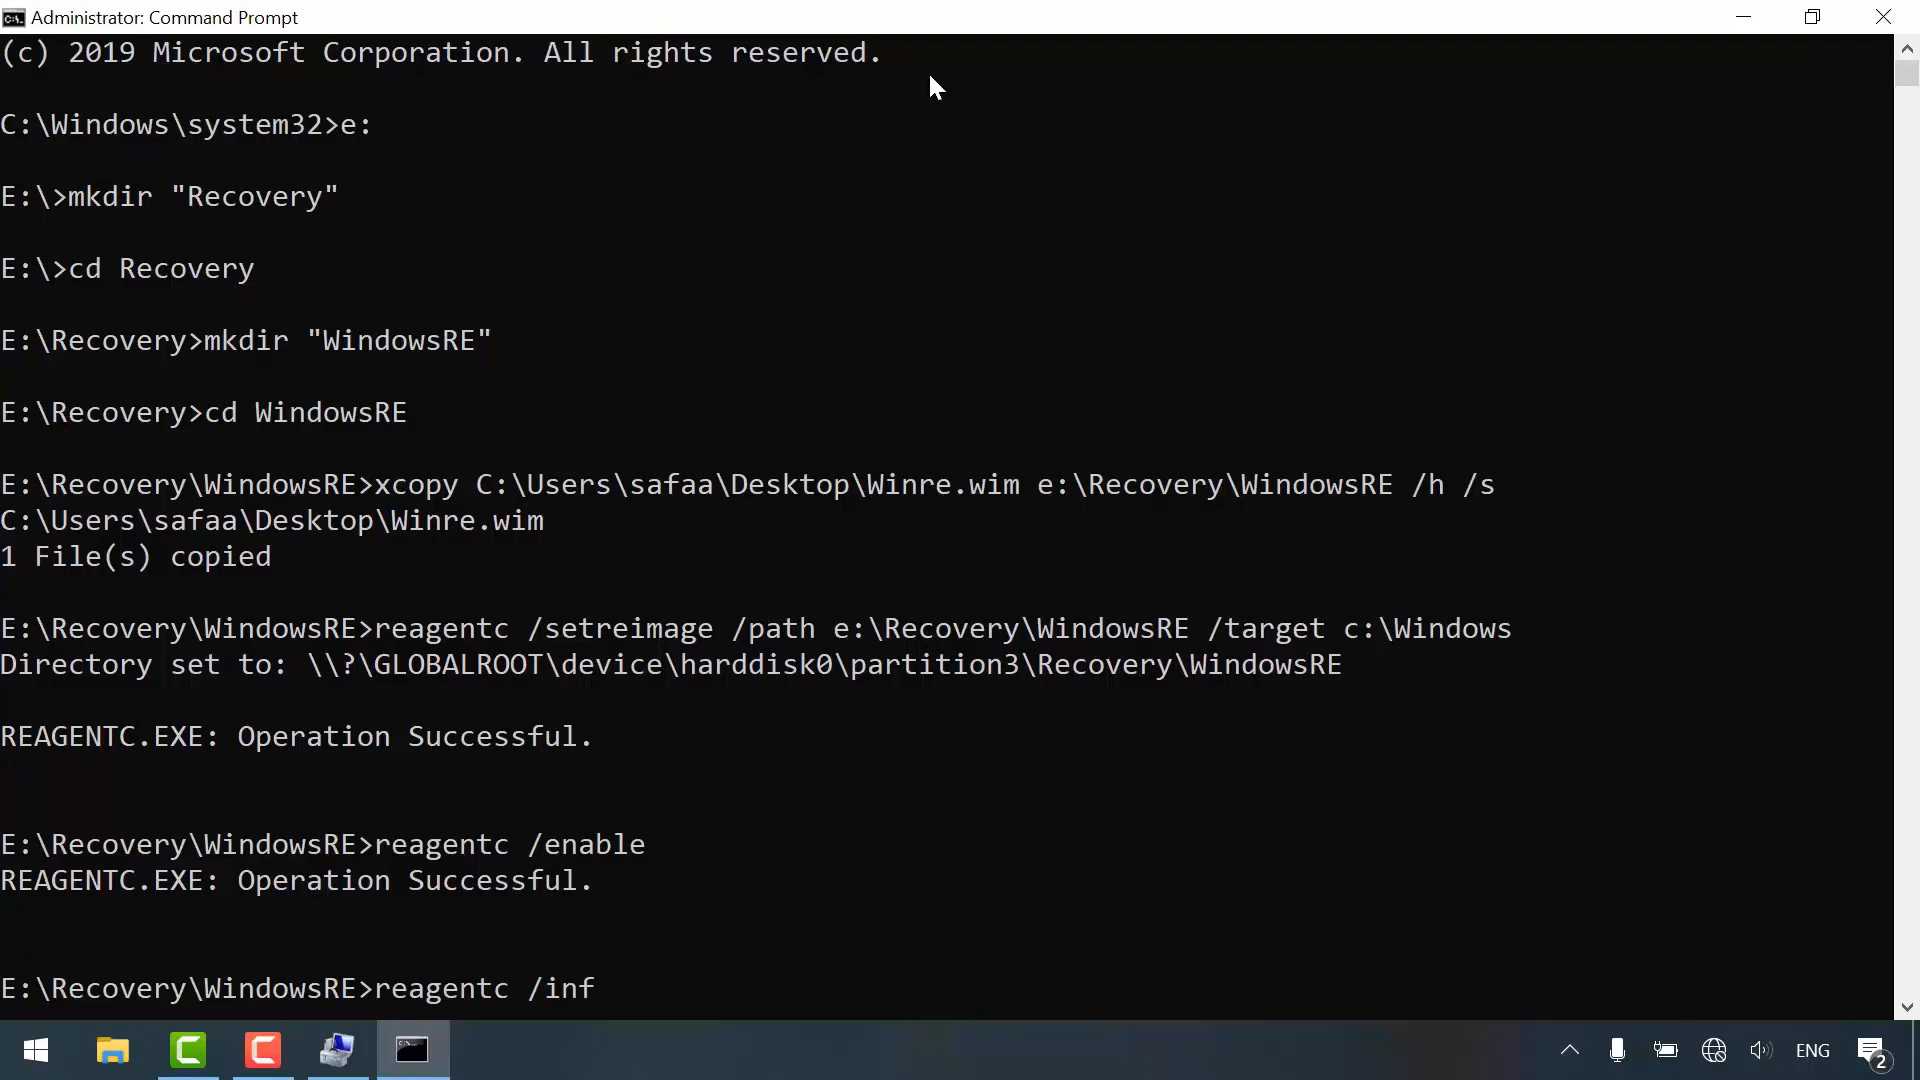 Administrator: Command Prompt
(c) 2019 Microsoft Corporation. All rights reserved.
C:\Windows\system32>e:
E:\>mkdir "Recovery"
E:\>cd Recovery
E:\Recovery>mkdir "WindowsRE"
E:\Recovery>cd WindowsRE
E:\Recovery\WindowsRE>xcopy C:\Users\safaa\Desktop\Winre.wim e:\Recovery\WindowsRE /h /s
C:\Users\safaa\Desktop\Winre.wim
1 File(s) copied
E:\Recovery\WindowsRE>reagentc /setreimage /path e:\Recovery\WindowsRE /target c:\Windows
Directory set to: \\?\GLOBALROOT\device\harddisk0\partition3\Recovery\WindowsRE
REAGENTC.EXE: Operation Successful.
E:\Recovery\WindowsRE>reagentc /enable
REAGENTC.EXE: Operation Successful.
E:\Recovery\WindowsRE>reagentc /inf
ENG
2